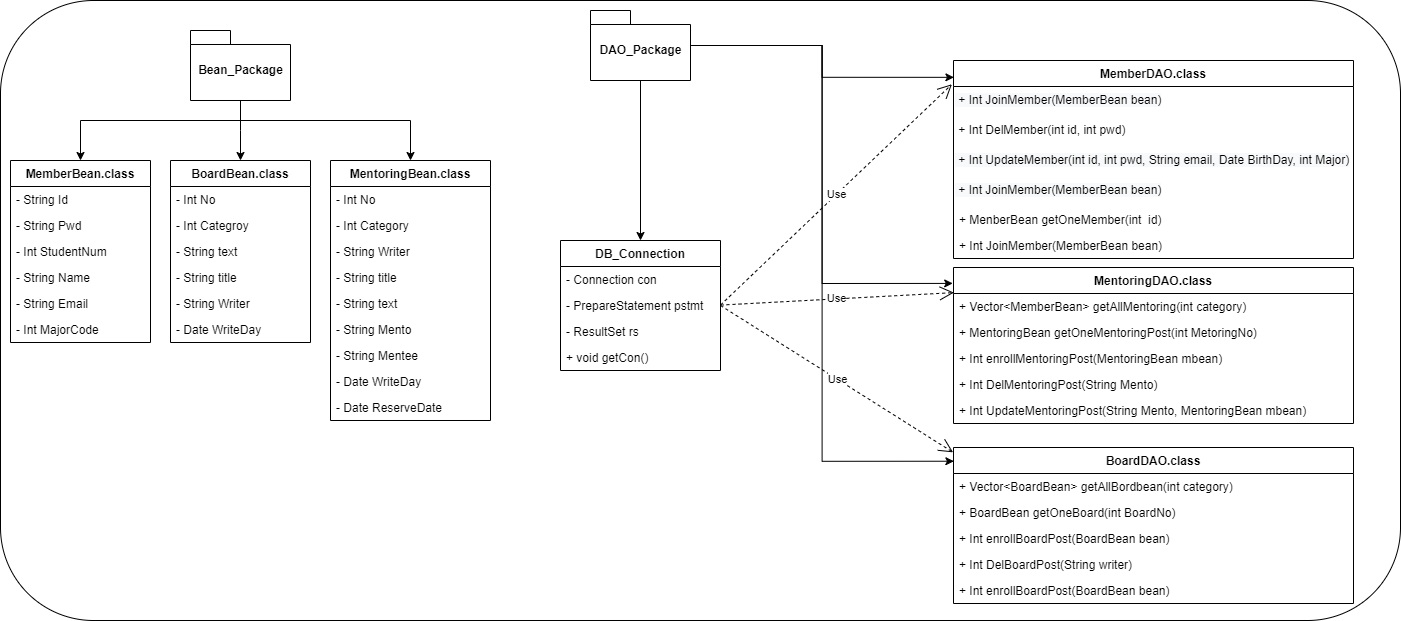 Bean_Package
MemberBean.class
- String Id
- String Pwd
- Int StudentNum
- String Name
- String Email
- Int MajorCode
BoardBean.class
- Int No
- Int Categroy
- String text
- String title
- String Writer
- Date WriteDay
MentoringBean.class
- Int No
- Int Category
- String Writer
- String title
- String text
- String Mento
- String Mentee
- Date WriteDay
- Date ReserveDate
DAO_Package
DB_Connection
- Connection con
- PrepareStatement pstmt
- ResultSet rs
+ void getCon()
Use
Use
Use
MemberDAO.class
+ Int JoinMember(MemberBean bean)
+ Int DelMember(int id, int pwd)
+ Int UpdateMember(int id, int pwd, String email, Date BirthDay, int Major)
+ Int JoinMember(MemberBean bean)
+ MenberBean getOneMember(int  id)
+ Int JoinMember(MemberBean bean)
MentoringDAO.class
+ Vector<MemberBean> getAllMentoring(int category)
+ MentoringBean getOneMentoringPost(int MetoringNo)
+ Int enrollMentoringPost(MentoringBean mbean)
+ Int DelMentoringPost(String Mento)
+ Int UpdateMentoringPost(String Mento, MentoringBean mbean)
BoardDAO.class
+ Vector<BoardBean> getAllBordbean(int category)
+ BoardBean getOneBoard(int BoardNo)
+ Int enrollBoardPost(BoardBean bean)
+ Int DelBoardPost(String writer)
+ Int enrollBoardPost(BoardBean bean)